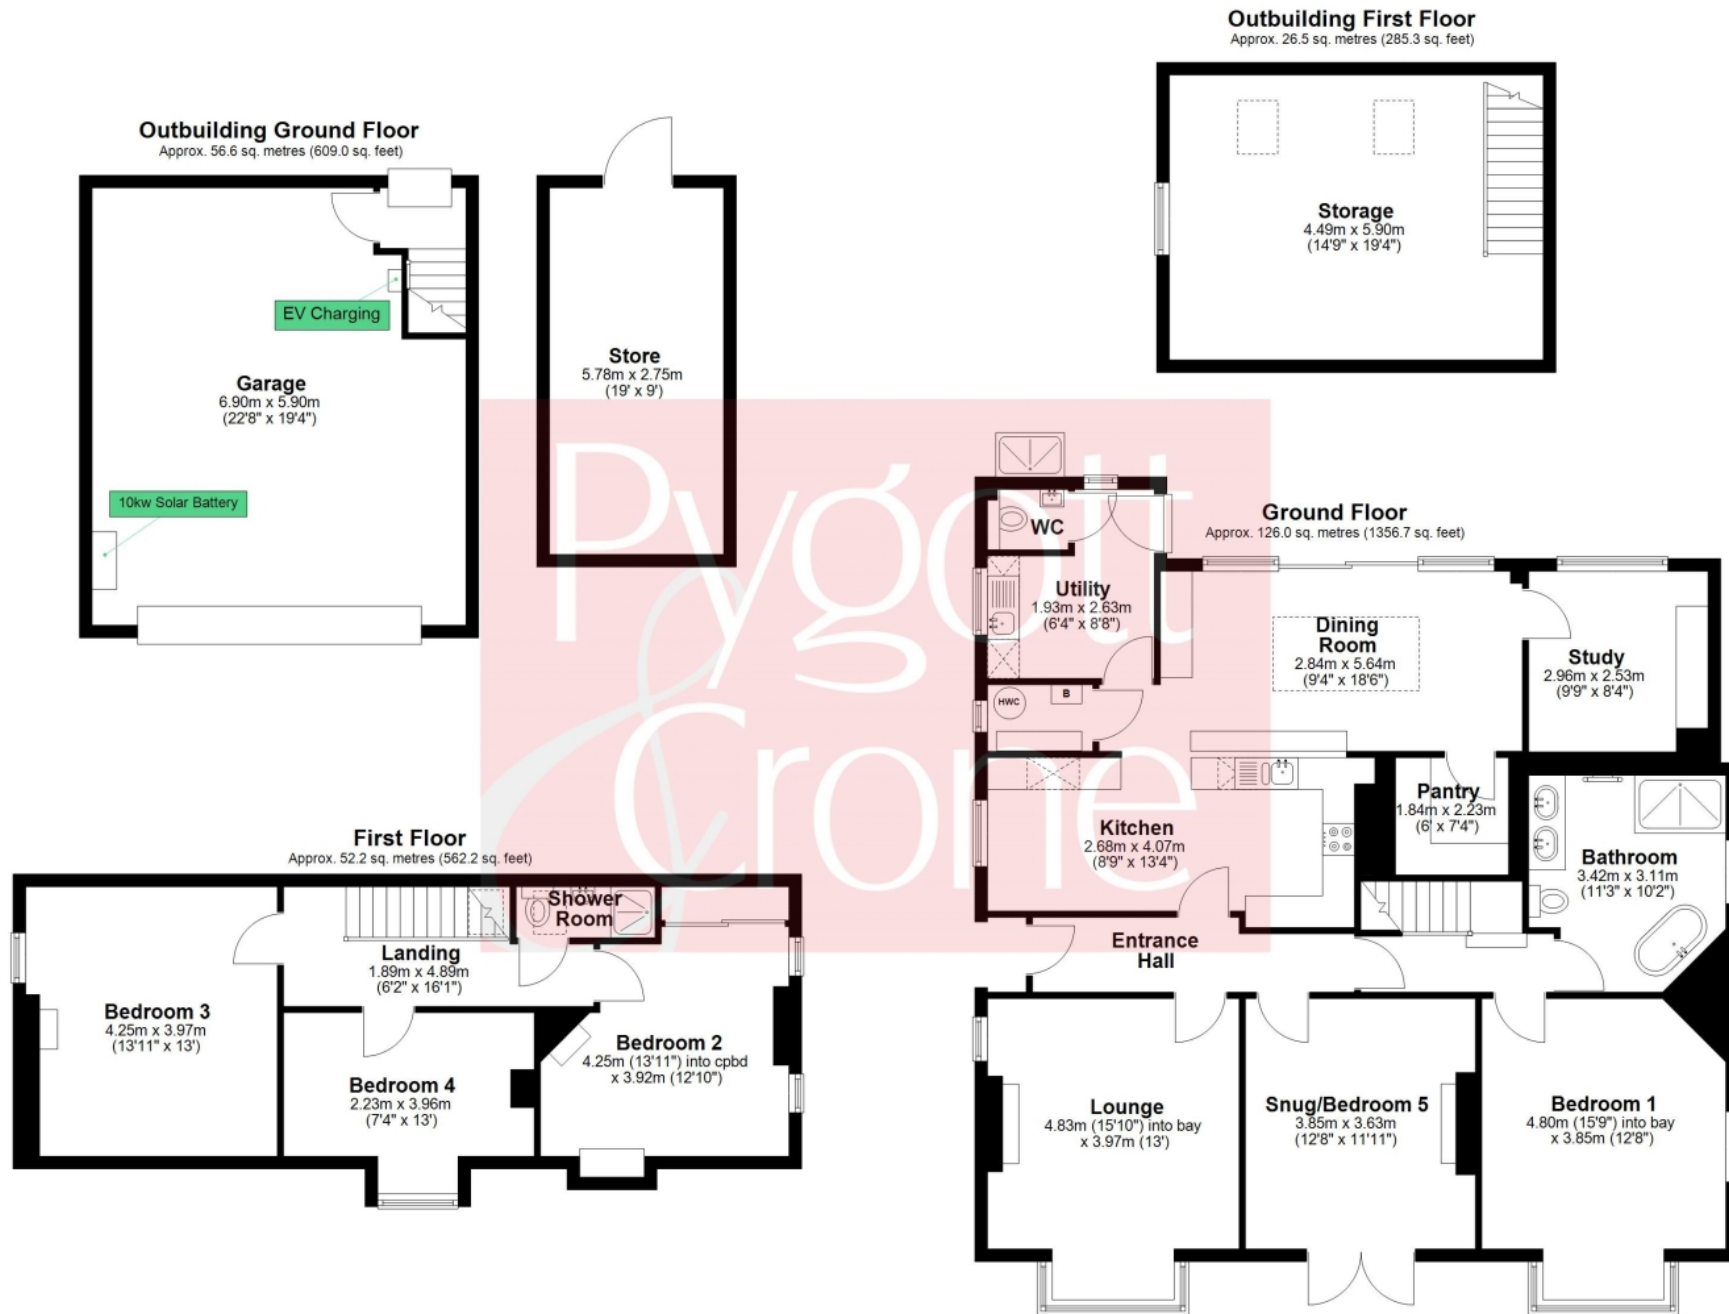 Outbuilding First Floor
Approx. 26.5 sq. metres (285.3 sq. feet)
Storage
4.49m x 5.90m
(14'9" x 19'4")
Outbuilding Ground Floor
Approx. 56.6 sq. metres (609.0 sq. feet)
EV Charging
Garage
6.90m x 5.90m
(22'8" x 19'4")
10kw Solar Battery
Store
5.78m x 2.75m
(19' x 9')
Pygott
& Crone
Ground Floor
Approx. 126.0 sq. metres (1356.7 sq. feet)
WC
Utility
1.93m x 2.63m
(6'4" x 8'8")
Dining
Room
2.84m x 5.64m
(9'4" x 18'6")
Study
2.96m x 2.53m
(9'9" x 8'4")
HWC
B
Kitchen
2.68m x 4.07m
(8'9" x 13'4")
Pantry
1.84m x 2.23m
(6' x 7'4")
Bathroom
3.42m x 3.11m
(11'3" x 10'2")
Entrance
Hall
Lounge
4.83m (15'10") into bay
x 3.97m (13')
Snug/Bedroom 5
3.85m x 3.63m
(12'8" x 11'11")
Bedroom 1
4.80m (15'9") into bay
x 3.85m (12'8")
First Floor
Approx. 52.2 sq. metres (562.2 sq. feet)
Shower
Room
Landing
1.89m x 4.89m
(6'2" x 16'1")
Bedroom 3
4.25m x 3.97m
(13'11" x 13')
Bedroom 4
2.23m x 3.96m
(7'4" x 13')
Bedroom 2
4.25m (13'11") into cpbd
x 3.92m (12'10")